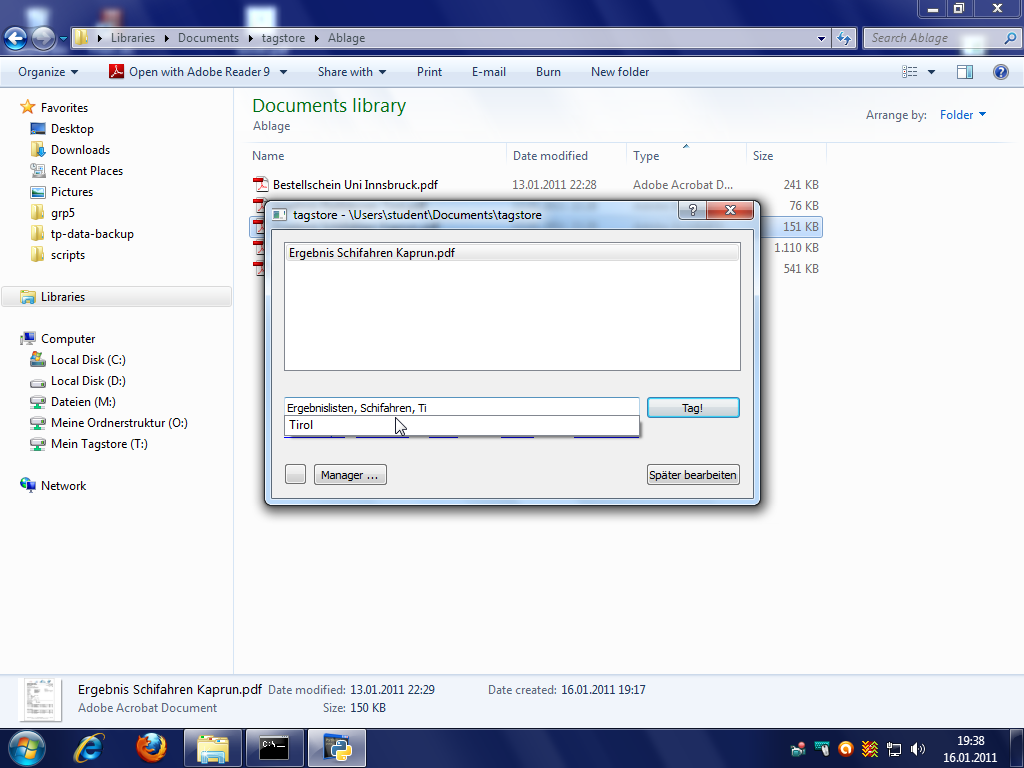 Libraries Documents tagstore Ablage
Search Ablage
Organize Open with Adobe Reader 9 Share with Print E-mail Burn New folder
Favorites
Desktop
Downloads
Recent Places
Pictures
grp5
tp-data-backup
scripts
Libraries
Computer
Local Disk (C:)
Local Disk (D:)
Dateien (M:)
Meine Ordnerstruktur (O:)
Mein Tagstore (T:)
Network
Documents library
Ablage
Arrange by: Folder
Name Date modified Type Size
Bestellschein Uni Innsbruck.pdf 13.01.2011 22:28 Adobe Acrobat D... 241 KB
76 KB
151 KB
1.110 KB
541 KB
tagstore - \Users\student\Documents\tagstore
?
Ergebnis Schifahren Kaprun.pdf
Ergebnislisten, Schifahren, Ti
Tag!
Tirol
Manager ...
Später bearbeiten
Ergebnis Schifahren Kaprun.pdf Date modified: 13.01.2011 22:29 Date created: 16.01.2011 19:17
Adobe Acrobat Document Size: 150 KB
C:\
19:38
16.01.2011